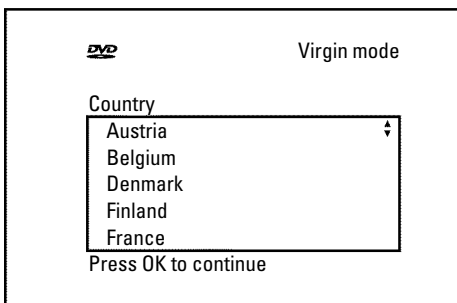 DVD
Virgin mode
Country
Austria
Belgium
Denmark
Finland
France
Press OK to continue